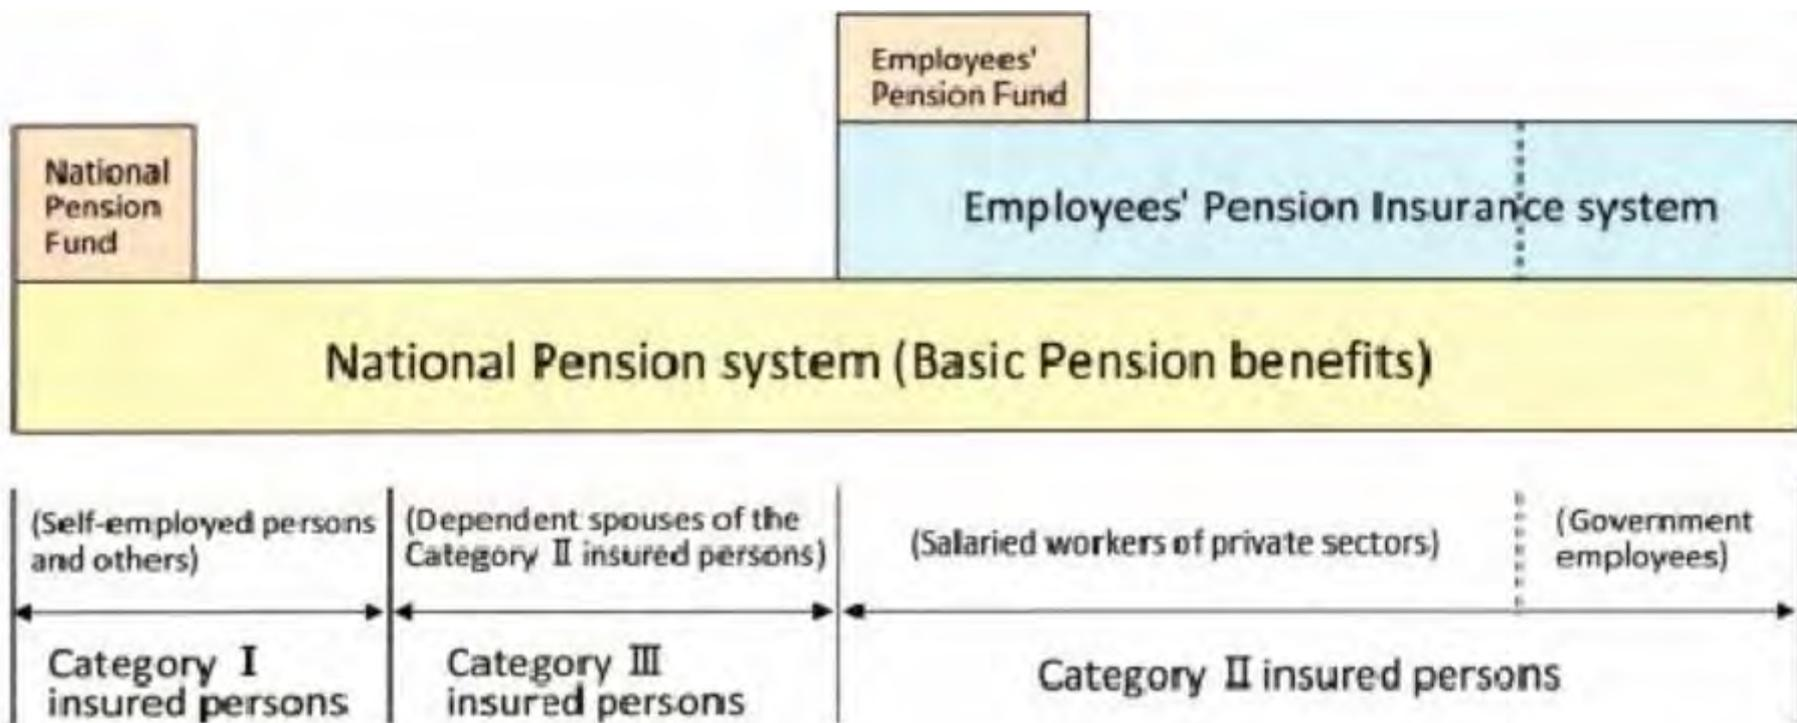 Employees'
Pension Fund
National
Pension
Fund
Employees' Pension Insurance system
National Pension system (Basic Pension benefits)
(Self-employed persons
and others)
(Dependent spouses of the
Category Ⅱ insured persons)
(Salaried workers of private sectors)
(Government
employees)
Category Ⅰ
insured persons
Category Ⅲ
insured persons
Category Ⅱ insured persons